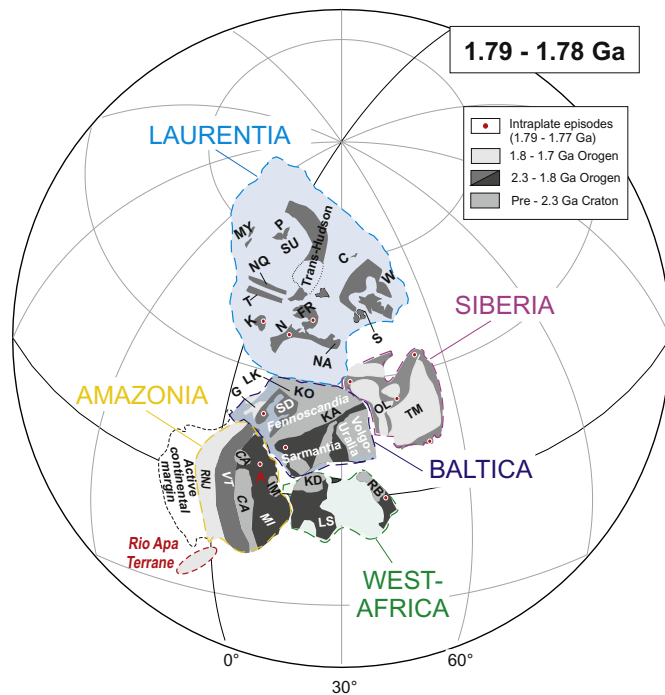 1.79 - 1.78 Ga
Intraplate episodes
(1.79 - 1.77 Ga)
1.8 - 1.7 Ga Orogen
2.3 - 1.8 Ga Orogen
Pre - 2.3 Ga Craton
LAURENTIA
MY
P
SU
Trans-Hudson
NQ
C
W
T
K
FR
N
S
NA
SIBERIA
AMAZONIA
G
LK
KO
SD
Fennoscandia
KA
OL
TM
Sarmantia
Volgo-
Uralia
BALTICA
Active
continental
margin
RNJ
VT
CA
A
CA
IM
MI
KD
RB
LS
Rio Apa
Terrane
WEST-
AFRICA
0°
30°
60°